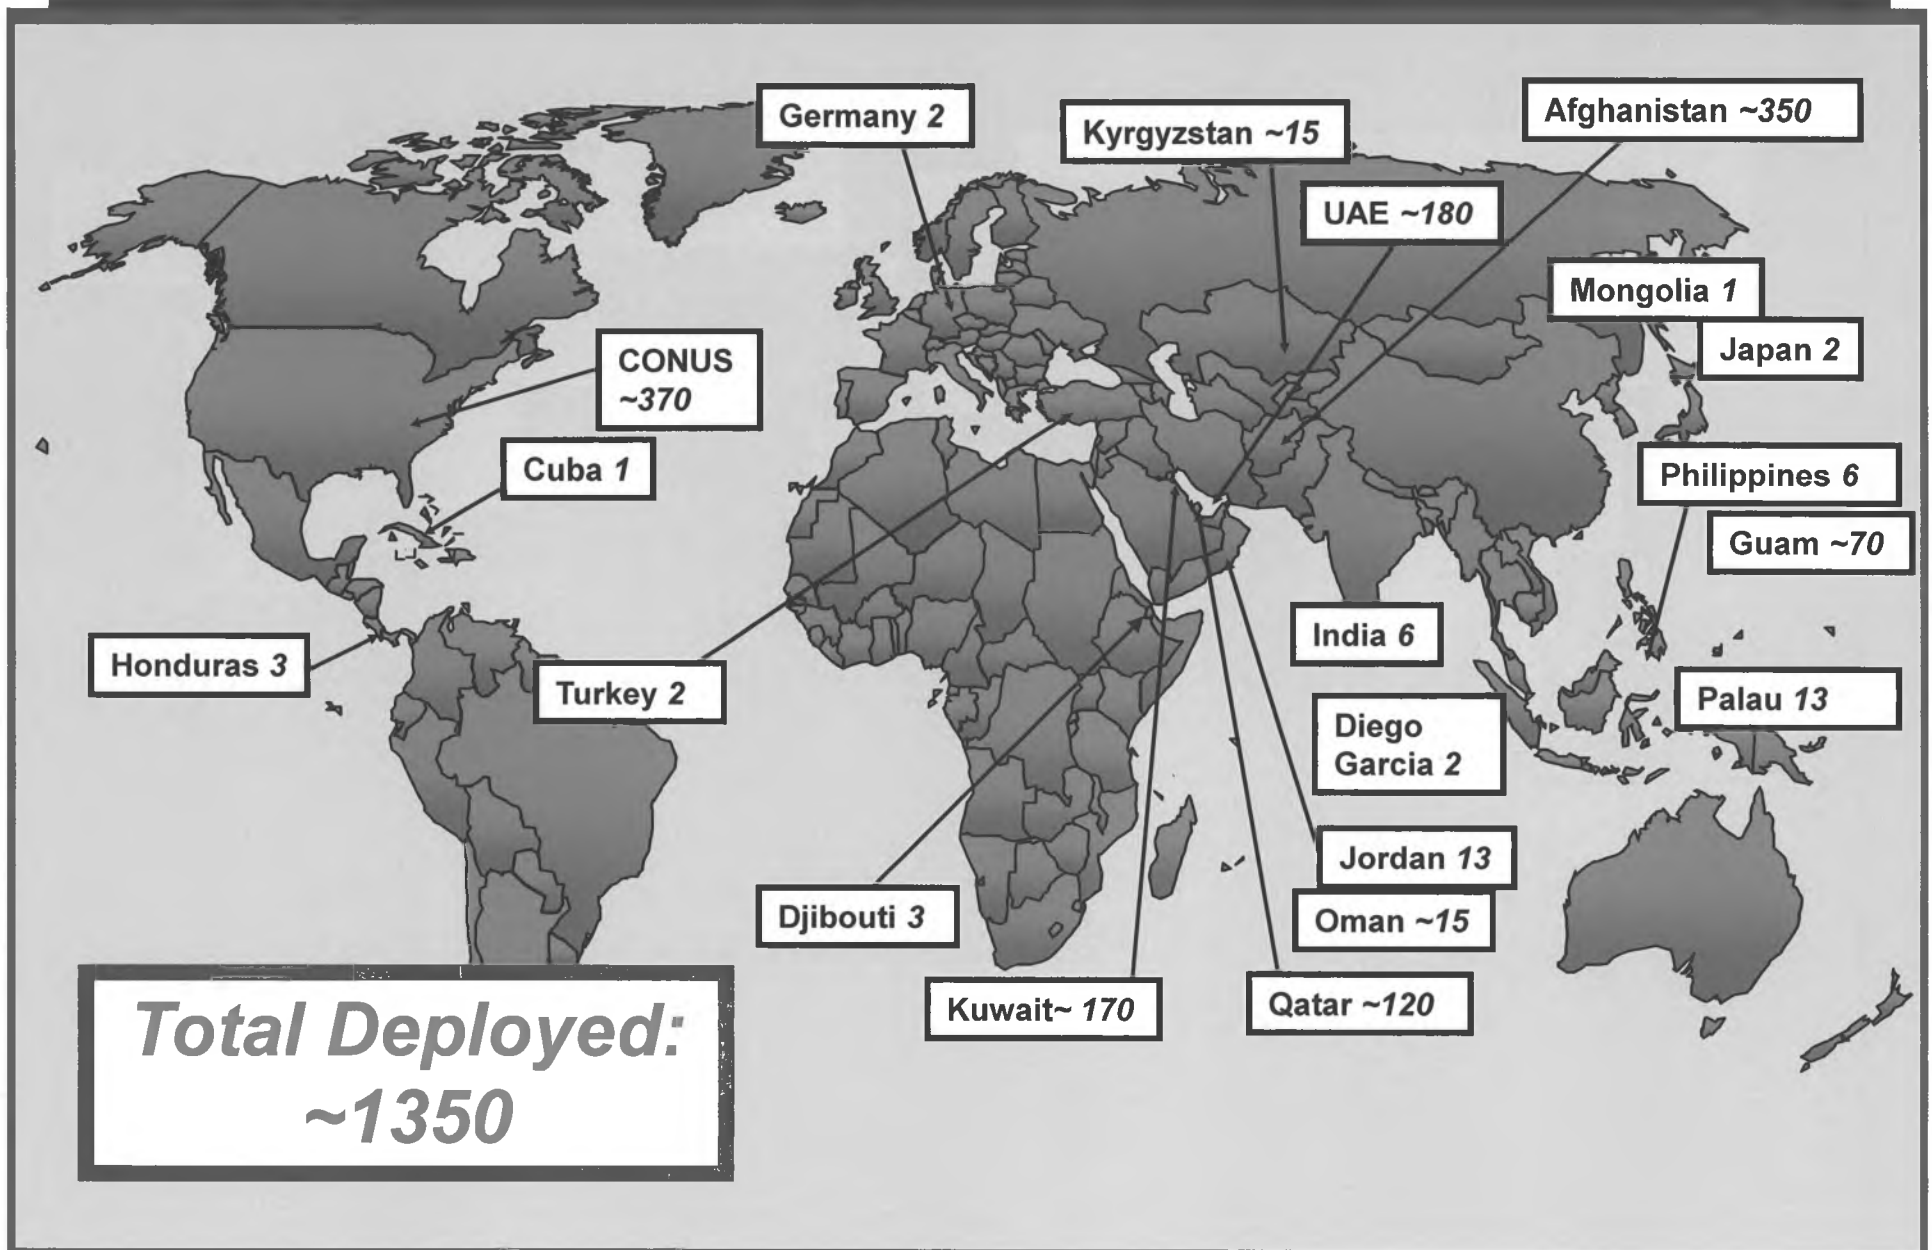 Germany 2
Kyrgyzstan ~15
Afghanistan ~350
UAE ~180
Mongolia 1
Japan 2
CONUS
~370
Cuba 1
Philippines 6
Guam ~70
India 6
Honduras 3
Turkey 2
Palau 13
Diego
Garcia 2
Jordan 13
Djibouti 3
Oman ~15
Kuwait~ 170
Qatar ~120
Total Deployed:
~1350